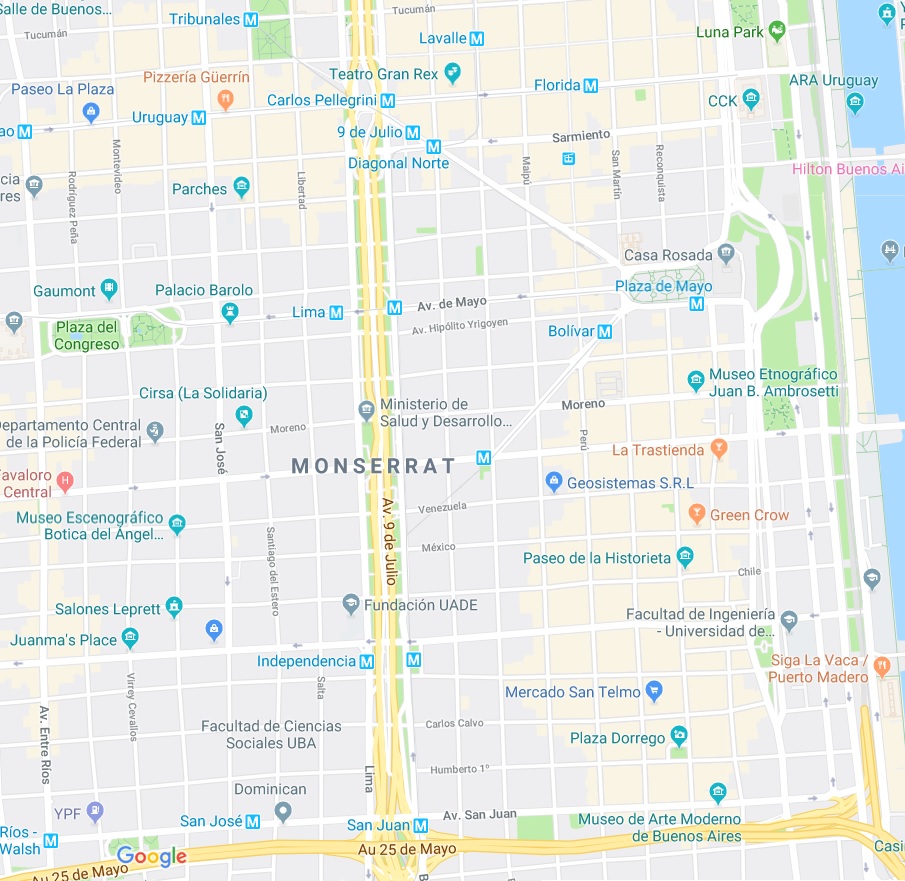 Salle de Buenos...
Tribunales
M
Tucumán
Tucumán
Lavalle
M
Luna Park
Teatro Gran Rex
ARA Uruguay
Pizzería Güerrín
Paseo La Plaza
Florida
M
Carlos Pellegrini
M
CCK
Uruguay
M
M
9 de Julio
M
Sarmiento
Diagonal Norte
M
Montevideo
Rodríguez Peña
Libertad
Maipú
San Martín
Reconquista
Hilton Buenos Ai
Parches
Casa Rosada
Plaza de Mayo
M
Gaumont
Palacio Barolo
Lima
M
M
Av. de Mayo
Av. Hipólito Yrigoyen
Bolívar
M
Plaza del
Congreso
Museo Etnográfico
Juan B. Ambrosetti
Cirsa (La Solidaria)
Ministerio de
Salud y Desarrollo...
Moreno
Departamento Central
de la Policía Federal
Moreno
San José
Perú
La Trastienda
MONSERRAT
M
Favaloro
Central
H
Geosistemas S.R.L
Venezuela
Green Crow
Museo Escenográfico
Botica del Ángel...
Av. 9 de Julio
México
Paseo de la Historieta
Chile
Santiago del Estero
Salones Leprett
Fundación UADE
Facultad de Ingeniería
- Universidad de...
Juanma's Place
Independencia
M
M
Siga La Vaca /
Puerto Madero
Virrey Cevallos
Salta
Mercado San Telmo
Av. Entre Ríos
Facultad de Ciencias
Sociales UBA
Carlos Calvo
Plaza Dorrego
Lima
Humberto 1°
Dominican
YPF
San José
M
San Juan
M
Av. San Juan
Museo de Arte Moderno
de Buenos Aires
Ríos -
Walsh
M
Google
Au 25 de Mayo
Au 25 de Mayo